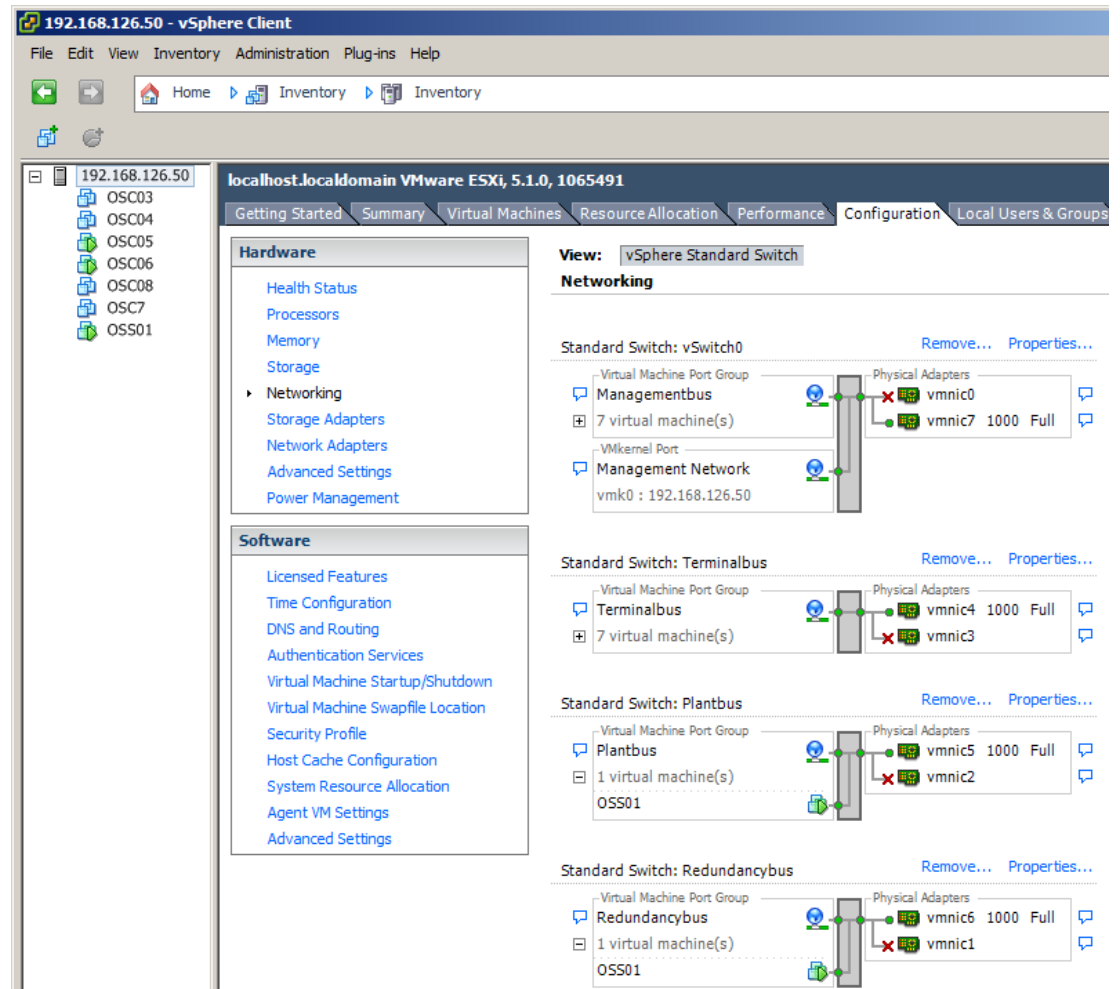 192.168.126.50 - vSphere Client
File Edit View Inventory Administration Plug-ins Help
Home Inventory Inventory
192.168.126.50
OSC03
OSC04
OSC05
OSC06
OSC08
OSC7
OSS01
localhost.localdomain VMware ESXi, 5.1.0, 1065491
Getting Started Summary Virtual Machines Resource Allocation Performance Configuration Local Users & Groups
Hardware
Health Status
Processors
Memory
Storage
Networking
Storage Adapters
Network Adapters
Advanced Settings
Power Management
Software
Licensed Features
Time Configuration
DNS and Routing
Authentication Services
Virtual Machine Startup/Shutdown
Virtual Machine Swapfile Location
Security Profile
Host Cache Configuration
System Resource Allocation
Agent VM Settings
Advanced Settings
View: vSphere Standard Switch
Networking
Standard Switch: vSwitch0 Remove... Properties...
Virtual Machine Port Group Physical Adapters
Managementbus vmnic0
7 virtual machine(s) vmnic7 1000 Full
VMkernel Port
Management Network
vmk0 : 192.168.126.50
Standard Switch: Terminalbus Remove... Properties...
Virtual Machine Port Group Physical Adapters
Terminalbus vmnic4 1000 Full
7 virtual machine(s) vmnic3
Standard Switch: Plantbus Remove... Properties...
Virtual Machine Port Group Physical Adapters
Plantbus vmnic5 1000 Full
1 virtual machine(s) vmnic2
OSS01
Standard Switch: Redundancybus Remove... Properties...
Virtual Machine Port Group Physical Adapters
Redundancybus vmnic6 1000 Full
1 virtual machine(s) vmnic1
OSS01